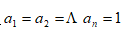 .a₁ = a₂ = Λ aₙ = 1